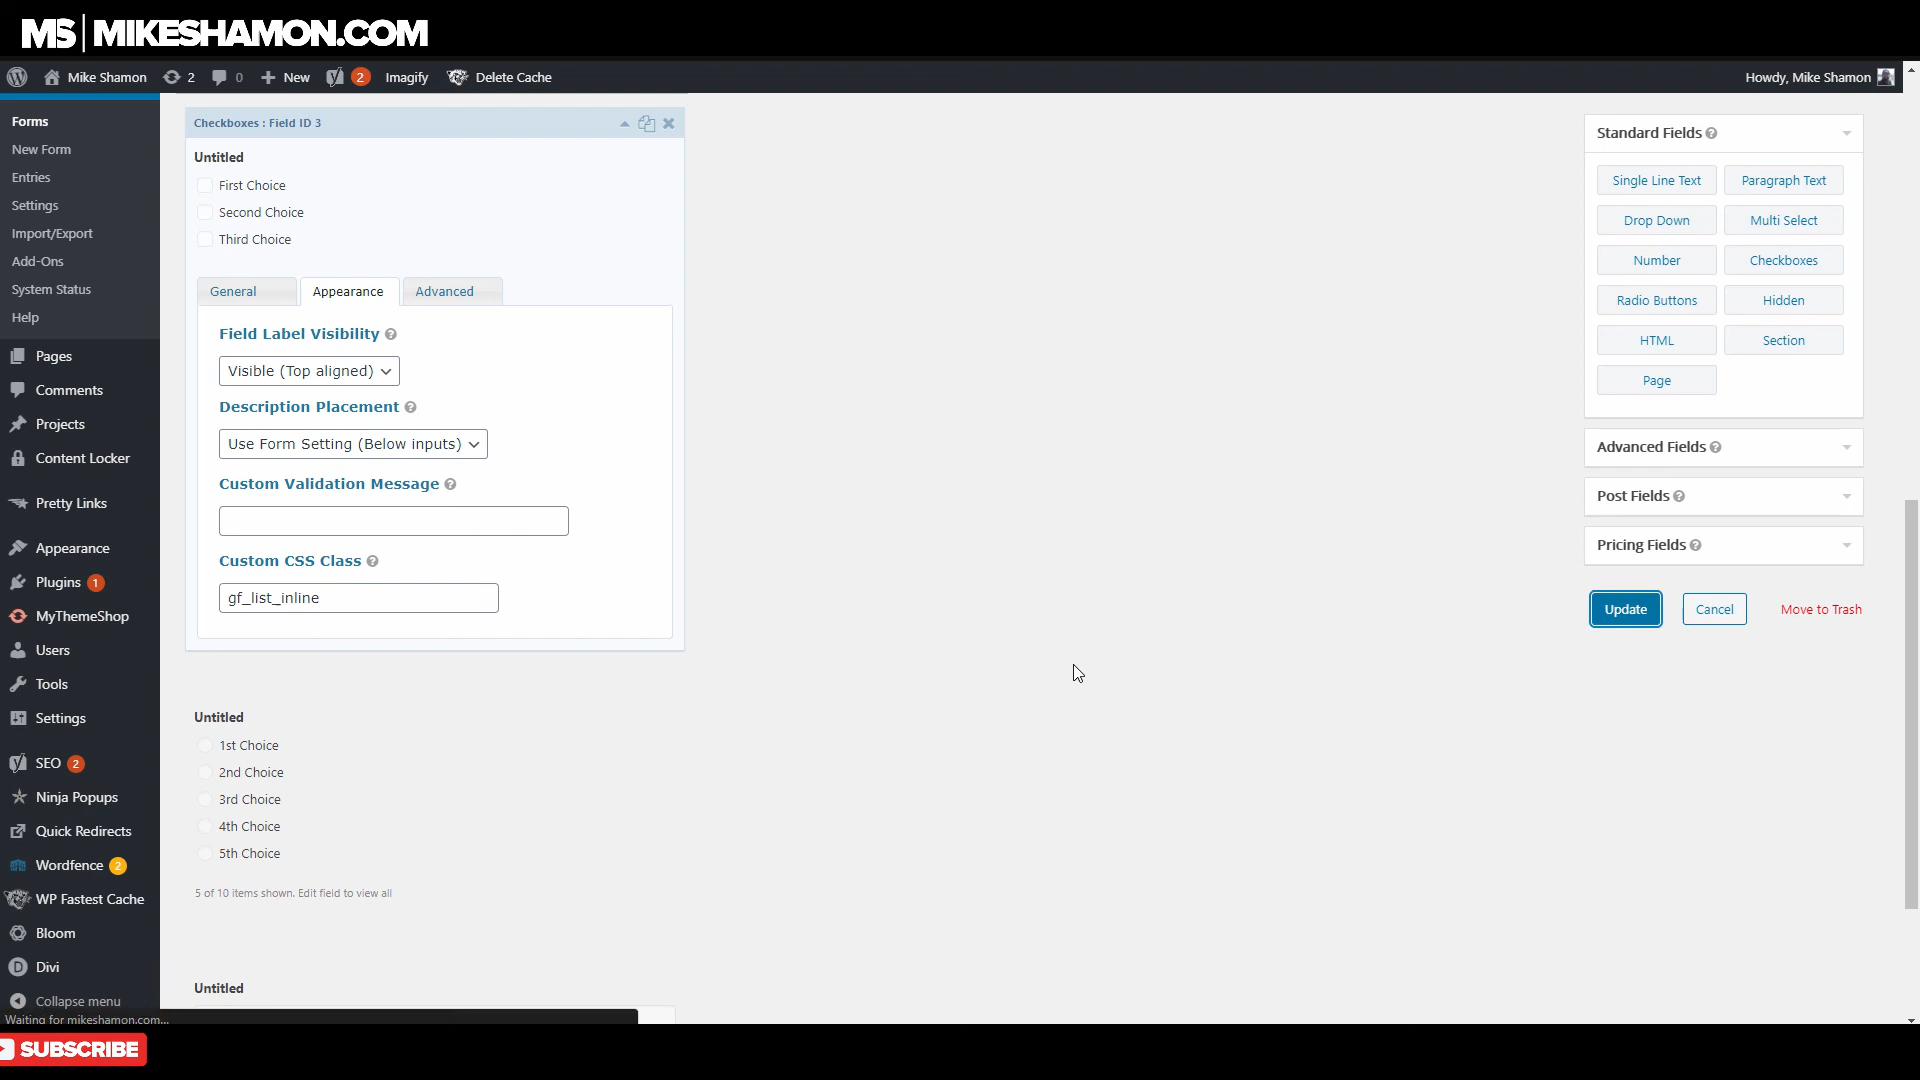 MS | MIKESHAMON.COM
Mike Shamon 2 0 New 2 Imagify Delete Cache
Howdy, Mike Shamon
Forms
New Form
Entries
Settings
Import/Export
Add-Ons
System Status
Help
Pages
Comments
Projects
Content Locker
Pretty Links
Appearance
Plugins 1
MyThemeShop
Users
Tools
Settings
SEO 2
Ninja Popups
Quick Redirects
Wordfence 2
WP Fastest Cache
Bloom
D Divi
Collapse menu
Waiting for mikeshamon.com...
SUBSCRIBE
Checkboxes : Field ID 3
Untitled
First Choice
Second Choice
Third Choice
General Appearance Advanced
Field Label Visibility ?
Visible (Top aligned)
Description Placement ?
Use Form Setting (Below inputs)
Custom Validation Message ?
Custom CSS Class ?
gf_list_inline
Untitled
1st Choice
2nd Choice
3rd Choice
4th Choice
5th Choice
5 of 10 items shown. Edit field to view all
Untitled
Standard Fields ?
Single Line Text Paragraph Text
Drop Down Multi Select
Number Checkboxes
Radio Buttons Hidden
HTML Section
Page
Advanced Fields ?
Post Fields ?
Pricing Fields ?
Update Cancel Move to Trash